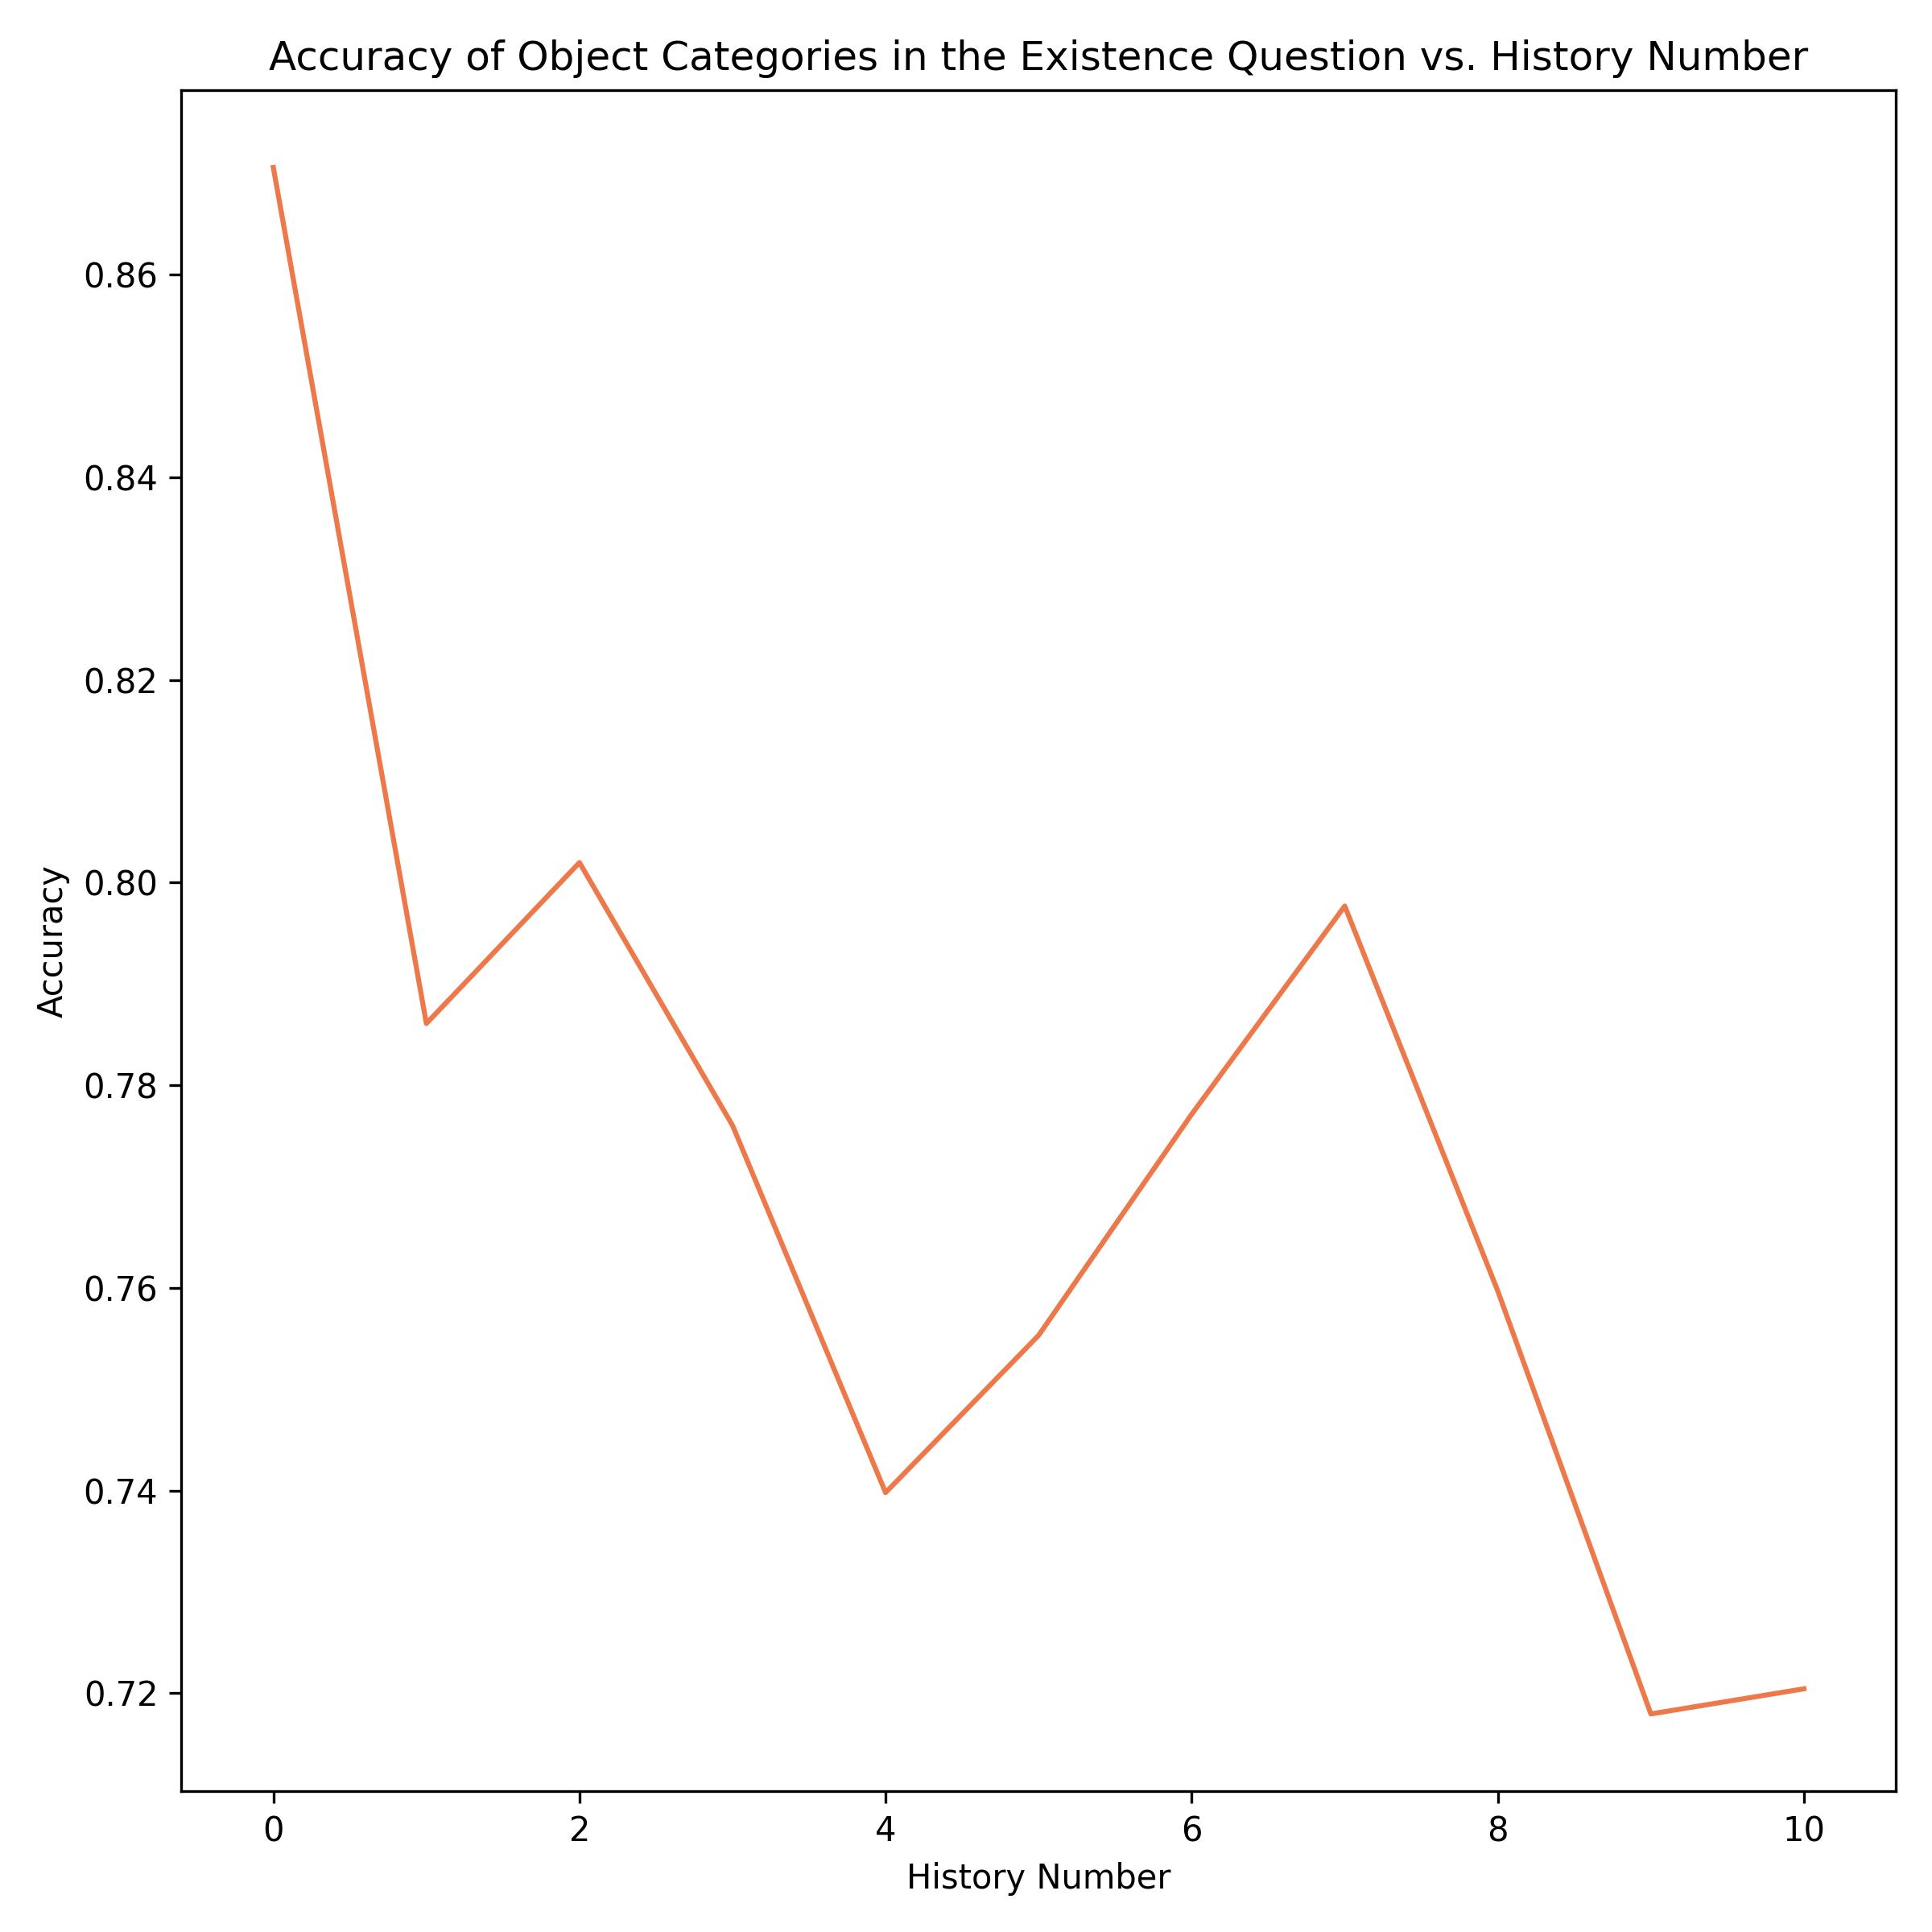 Accuracy of Object Categories in the Existence Question vs. History Number
Accuracy
0.86
0.84
0.82
0.80
0.78
0.76
0.74
0.72
0 2 4 6 8 10
History Number